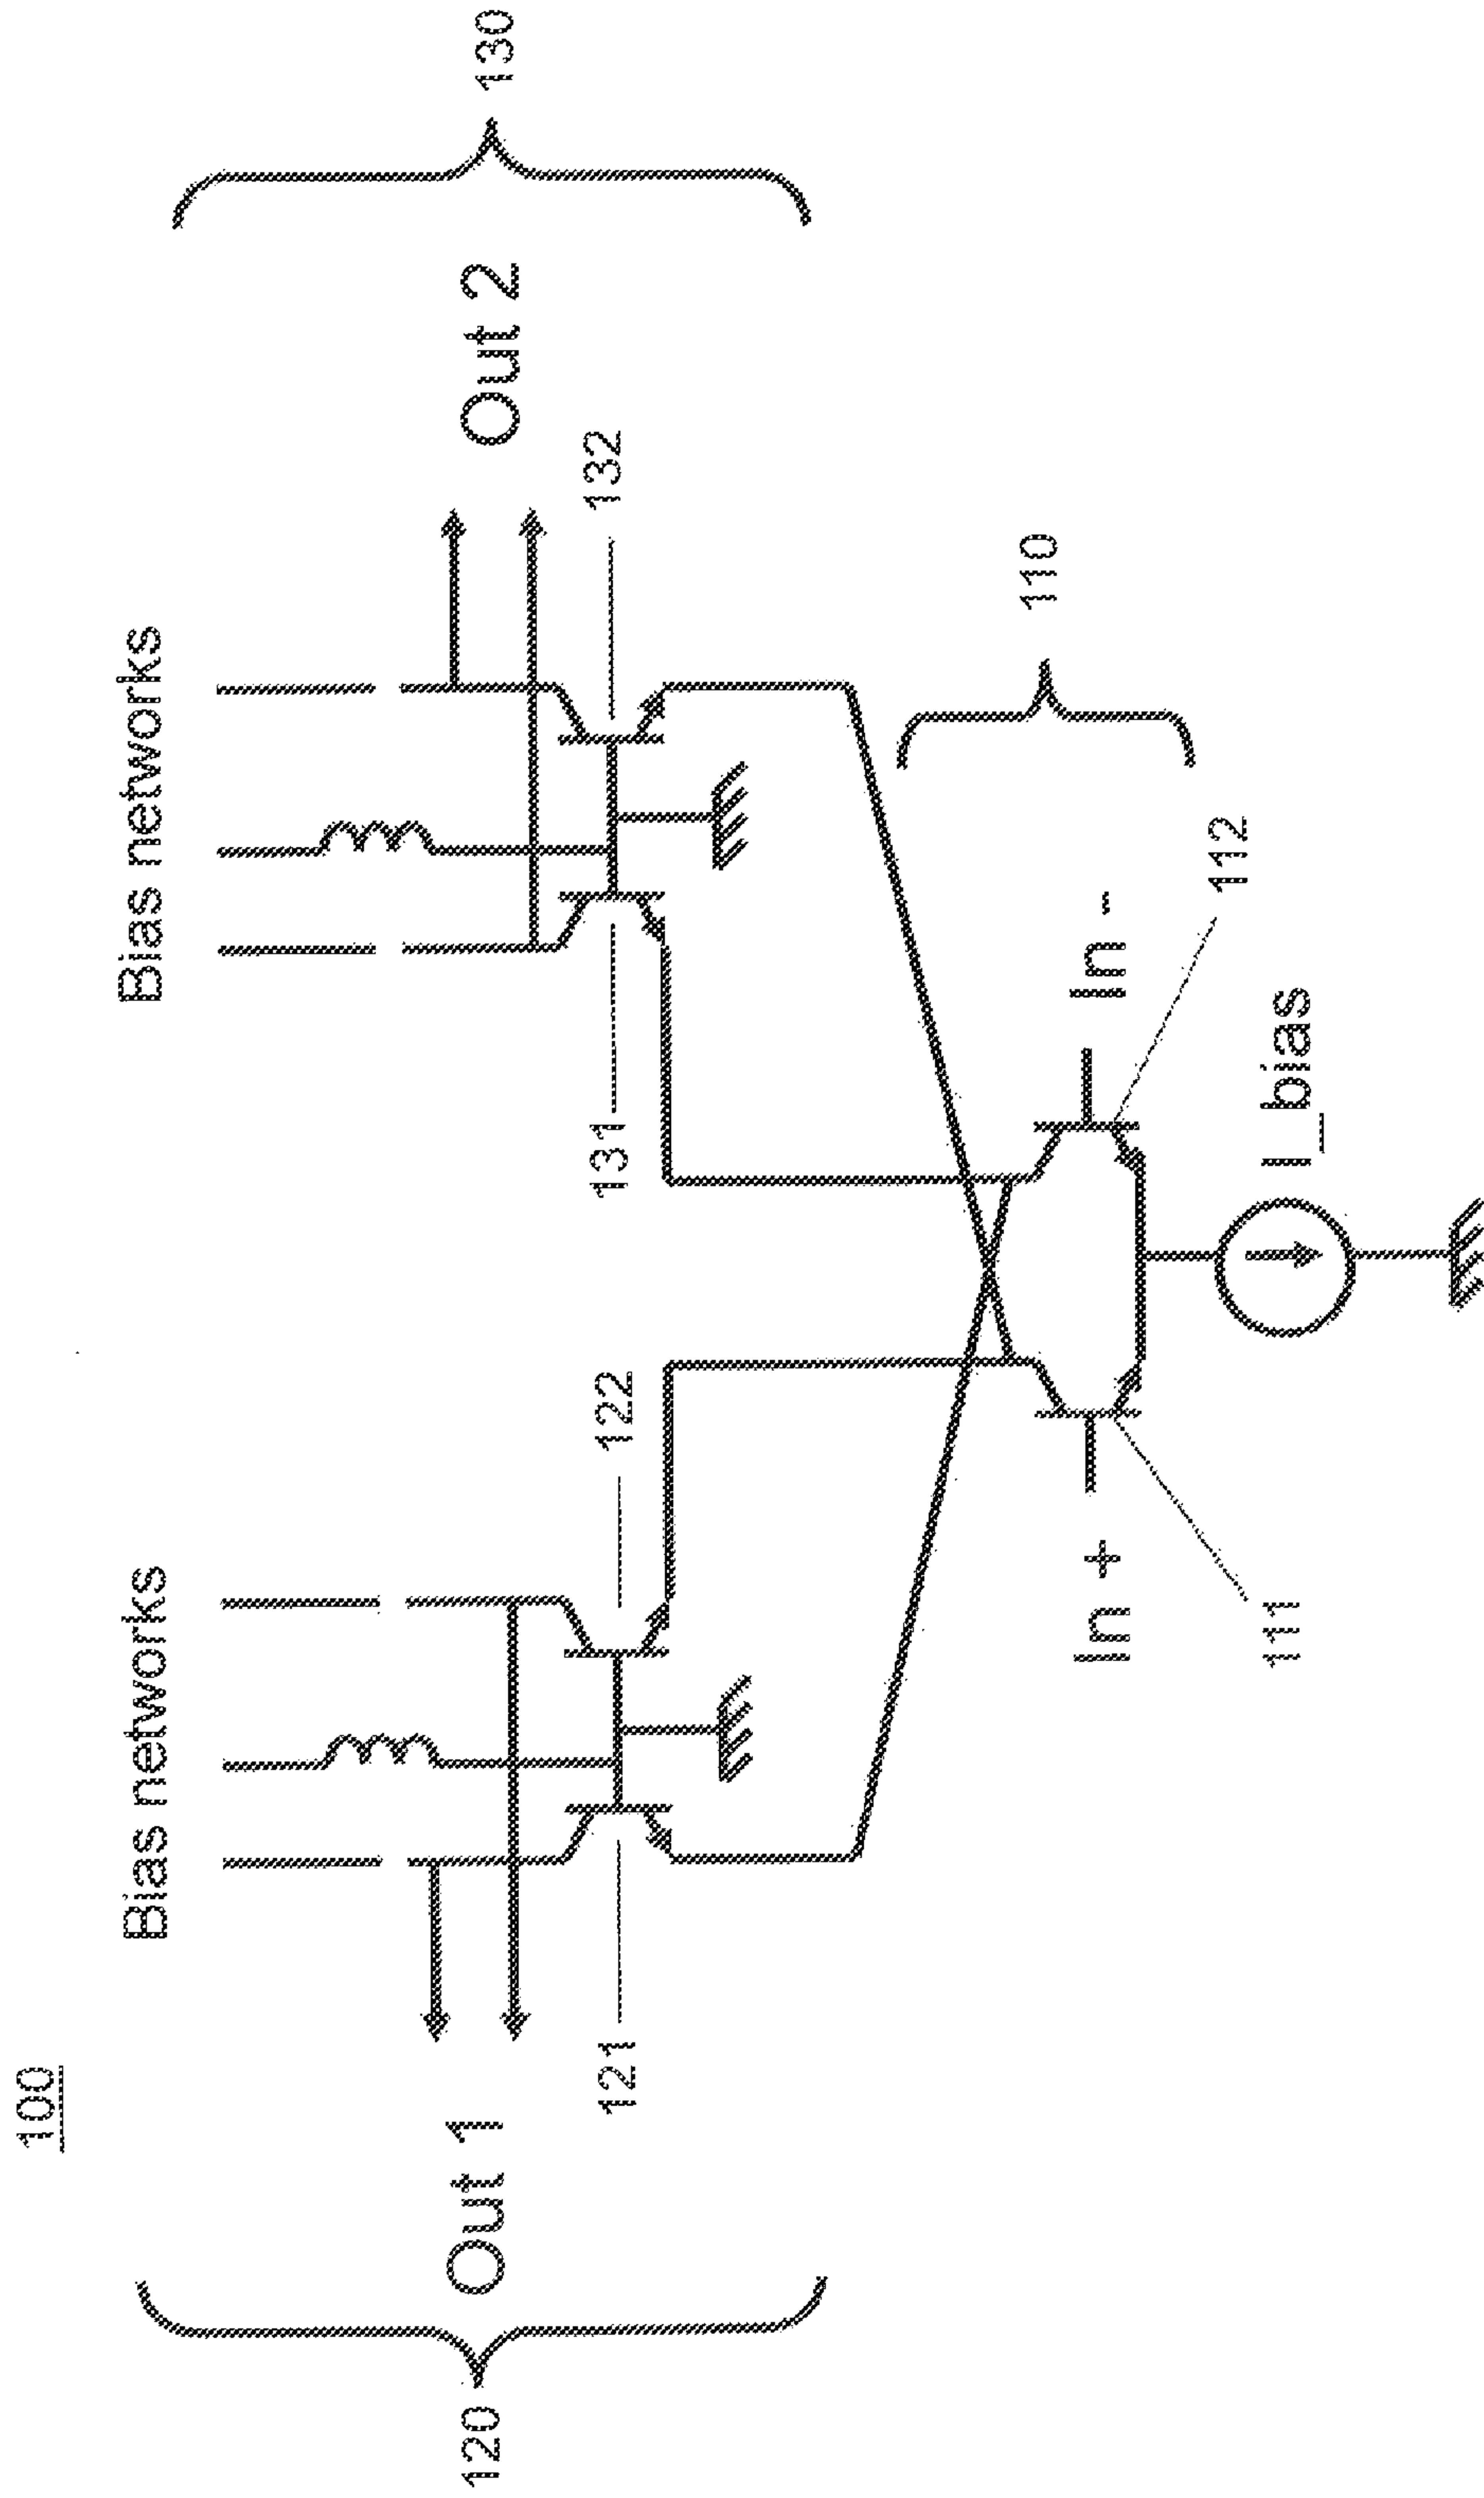 100
Bias networks
Bias networks
120
Out 1
Out 2
130
121
122
131
132
110
In +
In -
111
112
I_bias